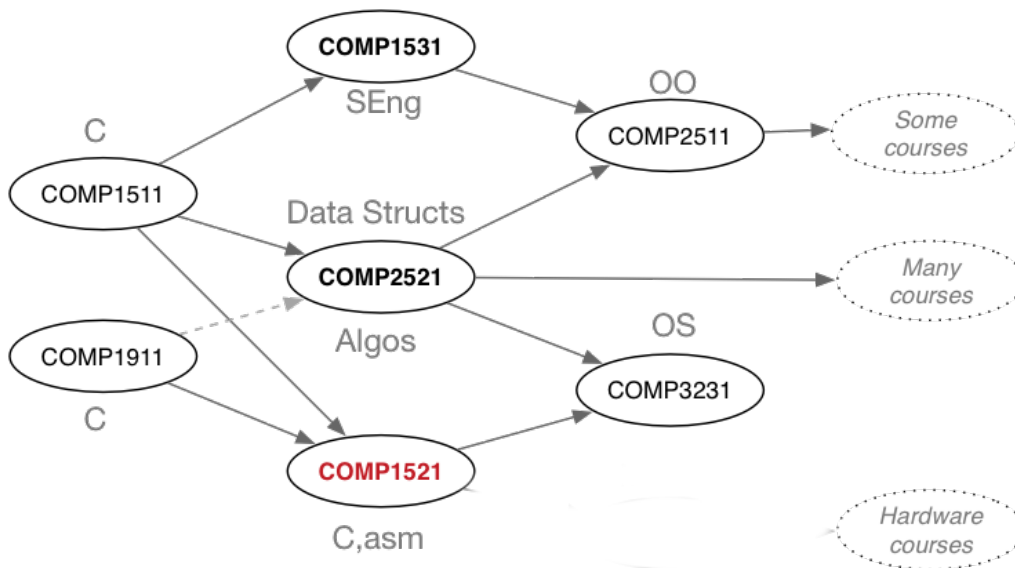 COMP1531
SEng
OO
COMP2511
Some
courses
C
COMP1511
Data Structs
COMP2521
Algos
Many
courses
OS
COMP3231
COMP1911
C
COMP1521
C,asm
Hardware
courses